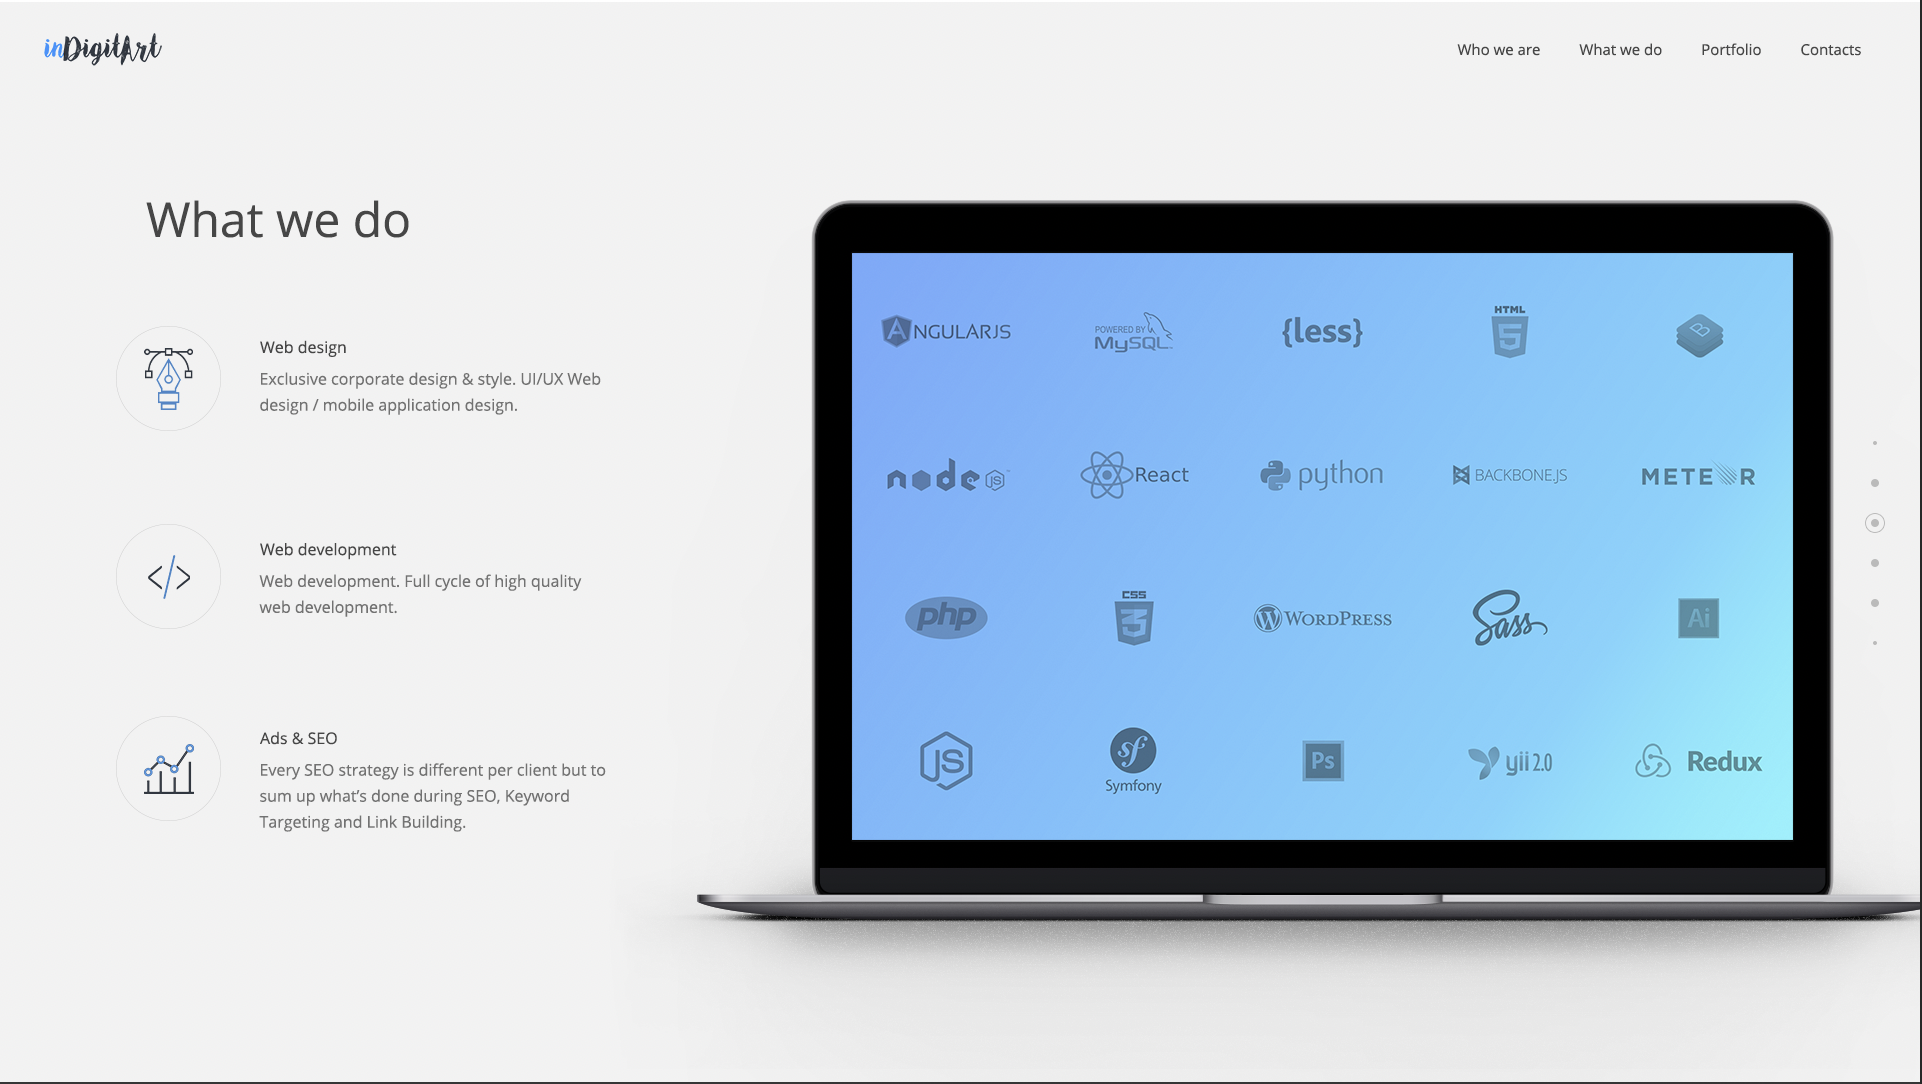 inDigitArt
Who we are
What we do
Portfolio
Contacts
What we do
Web design
Exclusive corporate design & style. UI/UX Web
design / mobile application design.
Web development
Web development. Full cycle of high quality
web development.
Ads & SEO
Every SEO strategy is different per client but to
sum up what’s done during SEO, Keyword
Targeting and Link Building.
ANGULARJS
POWERED BY
MySQL
{less}
HTML
5
B
node JS
React
python
BACKBONE.JS
METEOR
php
CSS
3
WORDPRESS
Sass
Ai
JS
sf
Symfony
Ps
yii 2.0
Redux